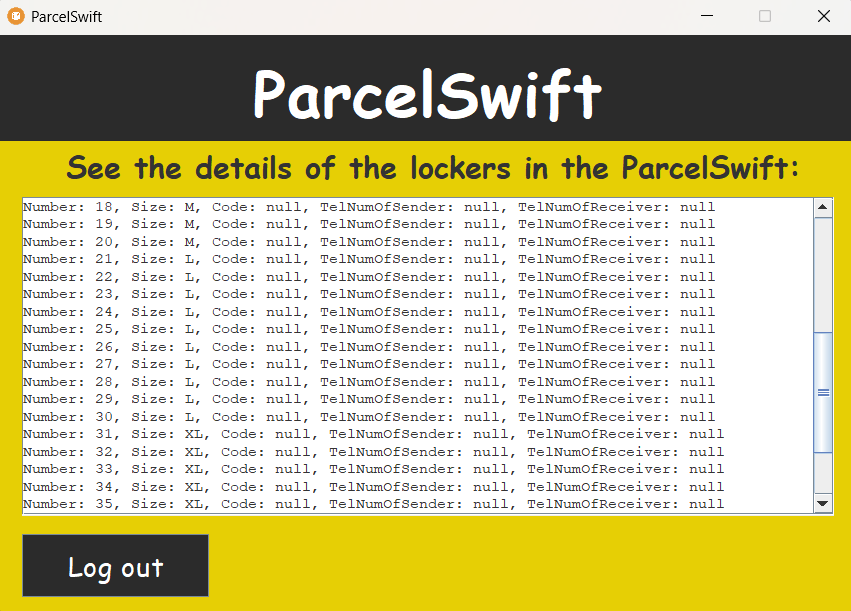 ParcelSwift
ParcelSwift
See the details of the lockers in the ParcelSwift:
Number: 18, Size: M, Code: null, TelNumOfSender: null, TelNumOfReceiver: null
Number: 19, Size: M, Code: null, TelNumOfSender: null, TelNumOfReceiver: null
Number: 20, Size: M, Code: null, TelNumOfSender: null, TelNumOfReceiver: null
Number: 21, Size: L, Code: null, TelNumOfSender: null, TelNumOfReceiver: null
Number: 22, Size: L, Code: null, TelNumOfSender: null, TelNumOfReceiver: null
Number: 23, Size: L, Code: null, TelNumOfSender: null, TelNumOfReceiver: null
Number: 24, Size: L, Code: null, TelNumOfSender: null, TelNumOfReceiver: null
Number: 25, Size: L, Code: null, TelNumOfSender: null, TelNumOfReceiver: null
Number: 26, Size: L, Code: null, TelNumOfSender: null, TelNumOfReceiver: null
Number: 27, Size: L, Code: null, TelNumOfSender: null, TelNumOfReceiver: null
Number: 28, Size: L, Code: null, TelNumOfSender: null, TelNumOfReceiver: null
Number: 29, Size: L, Code: null, TelNumOfSender: null, TelNumOfReceiver: null
Number: 30, Size: L, Code: null, TelNumOfSender: null, TelNumOfReceiver: null
Number: 31, Size: XL, Code: null, TelNumOfSender: null, TelNumOfReceiver: null
Number: 32, Size: XL, Code: null, TelNumOfSender: null, TelNumOfReceiver: null
Number: 33, Size: XL, Code: null, TelNumOfSender: null, TelNumOfReceiver: null
Number: 34, Size: XL, Code: null, TelNumOfSender: null, TelNumOfReceiver: null
Number: 35, Size: XL, Code: null, TelNumOfSender: null, TelNumOfReceiver: null
Log out